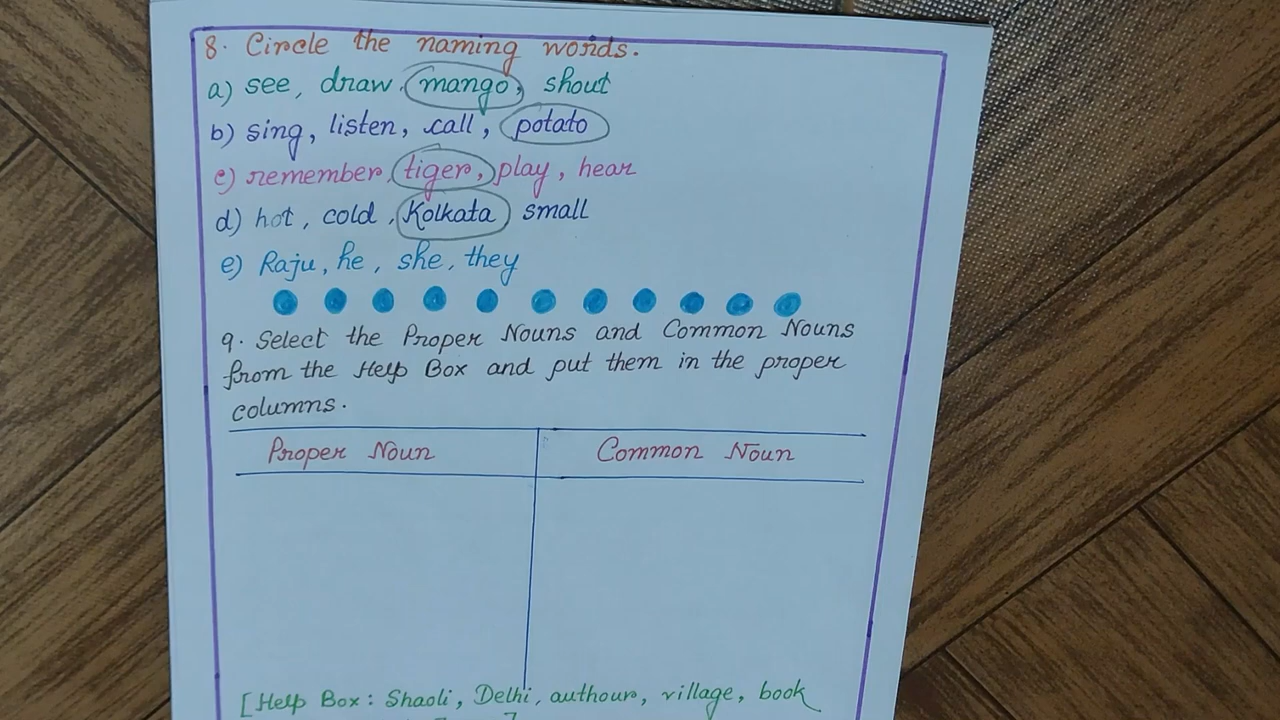 8. Circle the naming words.
a) see, draw, mango, shout
b) sing, listen, call, potato
c) remember, tiger, play, hear
d) hot, cold, Kolkata, small
e) Raju, he, she, they
9. Select the Proper Nouns and Common Nouns
from the Help Box and put them in the proper
columns.
Proper Noun Common Noun
[Help Box: Shaoli, Delhi, authour, village, book